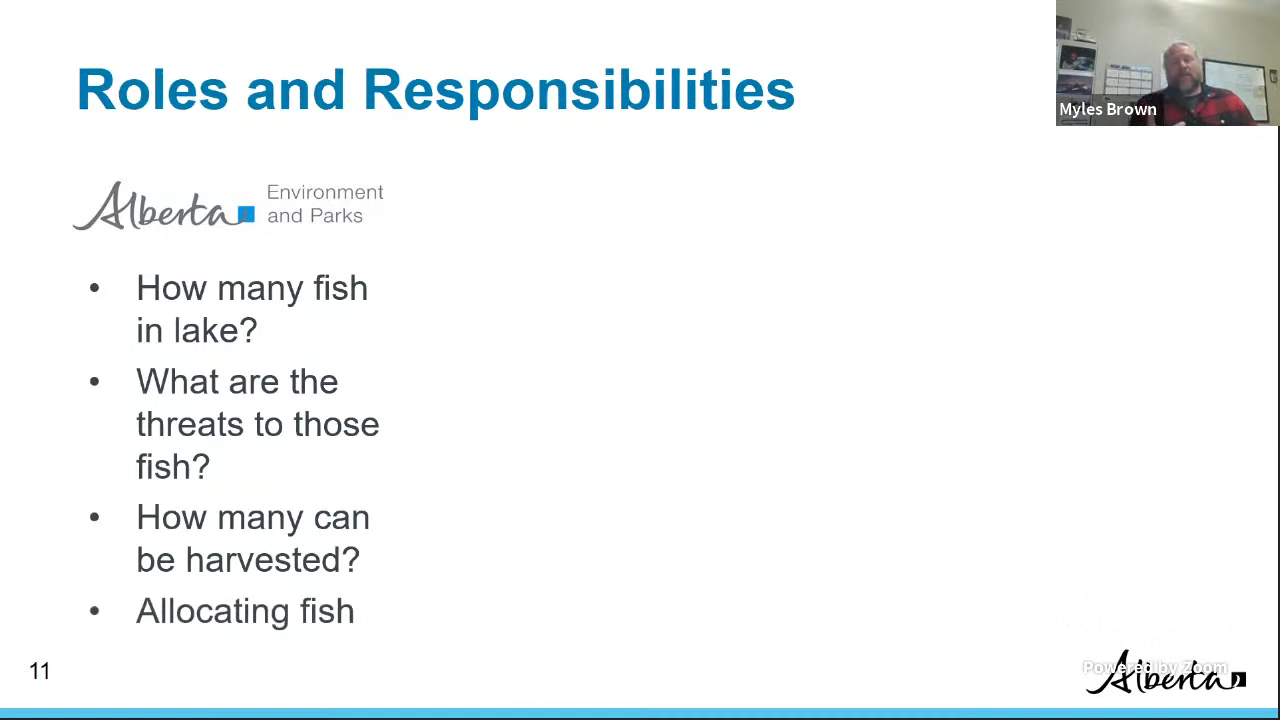 Roles and Responsibilities
Myles Brown
Alberta
Environment
and Parks
• How many fish
in lake?
• What are the
threats to those
fish?
• How many can
be harvested?
• Allocating fish
11
Powered by Zoom
Alberta